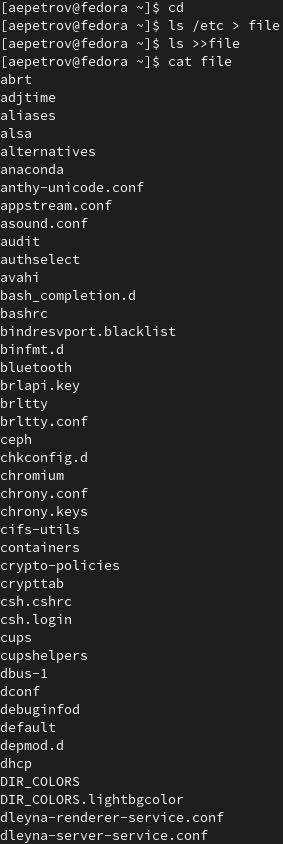 [aepetrov@fedora ~]$ cd
[aepetrov@fedora ~]$ ls /etc > file
[aepetrov@fedora ~]$ ls >>file
[aepetrov@fedora ~]$ cat file
abrt
adjtime
aliases
alsa
alternatives
anaconda
anthy-unicode.conf
appstream.conf
asound.conf
audit
authselect
avahi
bash_completion.d
bashrc
bindresvport.blacklist
binfmt.d
bluetooth
brlapi.key
brltty
brltty.conf
ceph
chkconfig.d
chromium
chrony.conf
chrony.keys
cifs-utils
containers
crypto-policies
crypttab
csh.cshrc
csh.login
cups
cupshelpers
dbus-1
dconf
debuginfod
default
depmod.d
dhcp
DIR_COLORS
DIR_COLORS.lightbgcolor
dleyna-renderer-service.conf
dleyna-server-service.conf